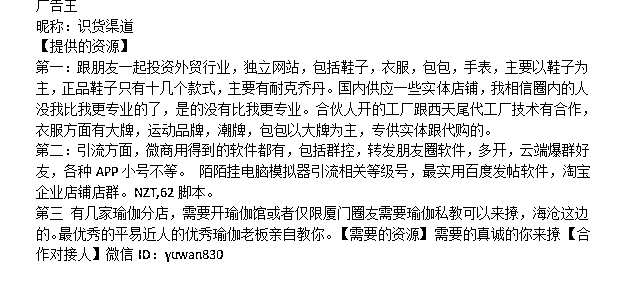 广告主
昵称：识货渠道
【提供的资源】
第一：跟朋友一起投资外贸行业，独立网站，包括鞋子，衣服，包包，手表，主要以鞋子为
主，正品鞋子只有十几个款式，主要有耐克乔丹。国内供应一些实体店铺，我相信圈内的人
没我比我更专业的了，是的没有比我更专业。合伙人开的工厂跟西天尾代工厂技术有合作，
衣服方面有大牌，运动品牌，潮牌，包包以大牌为主，专供实体跟代购的。
第二：引流方面，微商用得到的软件都有，包括群控，转发朋友圈软件，多开，云端爆群好
友，各种 APP 小号不等。 陌陌挂电脑模拟器引流相关等级号，最实用百度发帖软件，淘宝
企业店铺店群。NZT,62 脚本。
第三 有几家瑜伽分店，需要开瑜伽馆或者仅限厦门圈友需要瑜伽私教可以来撩，海沧这边
的。最优秀的平易近人的优秀瑜伽老板亲自教你。【需要的资源】需要的真诚的你来撩【合
作对接人】微信 ID：yuwan830